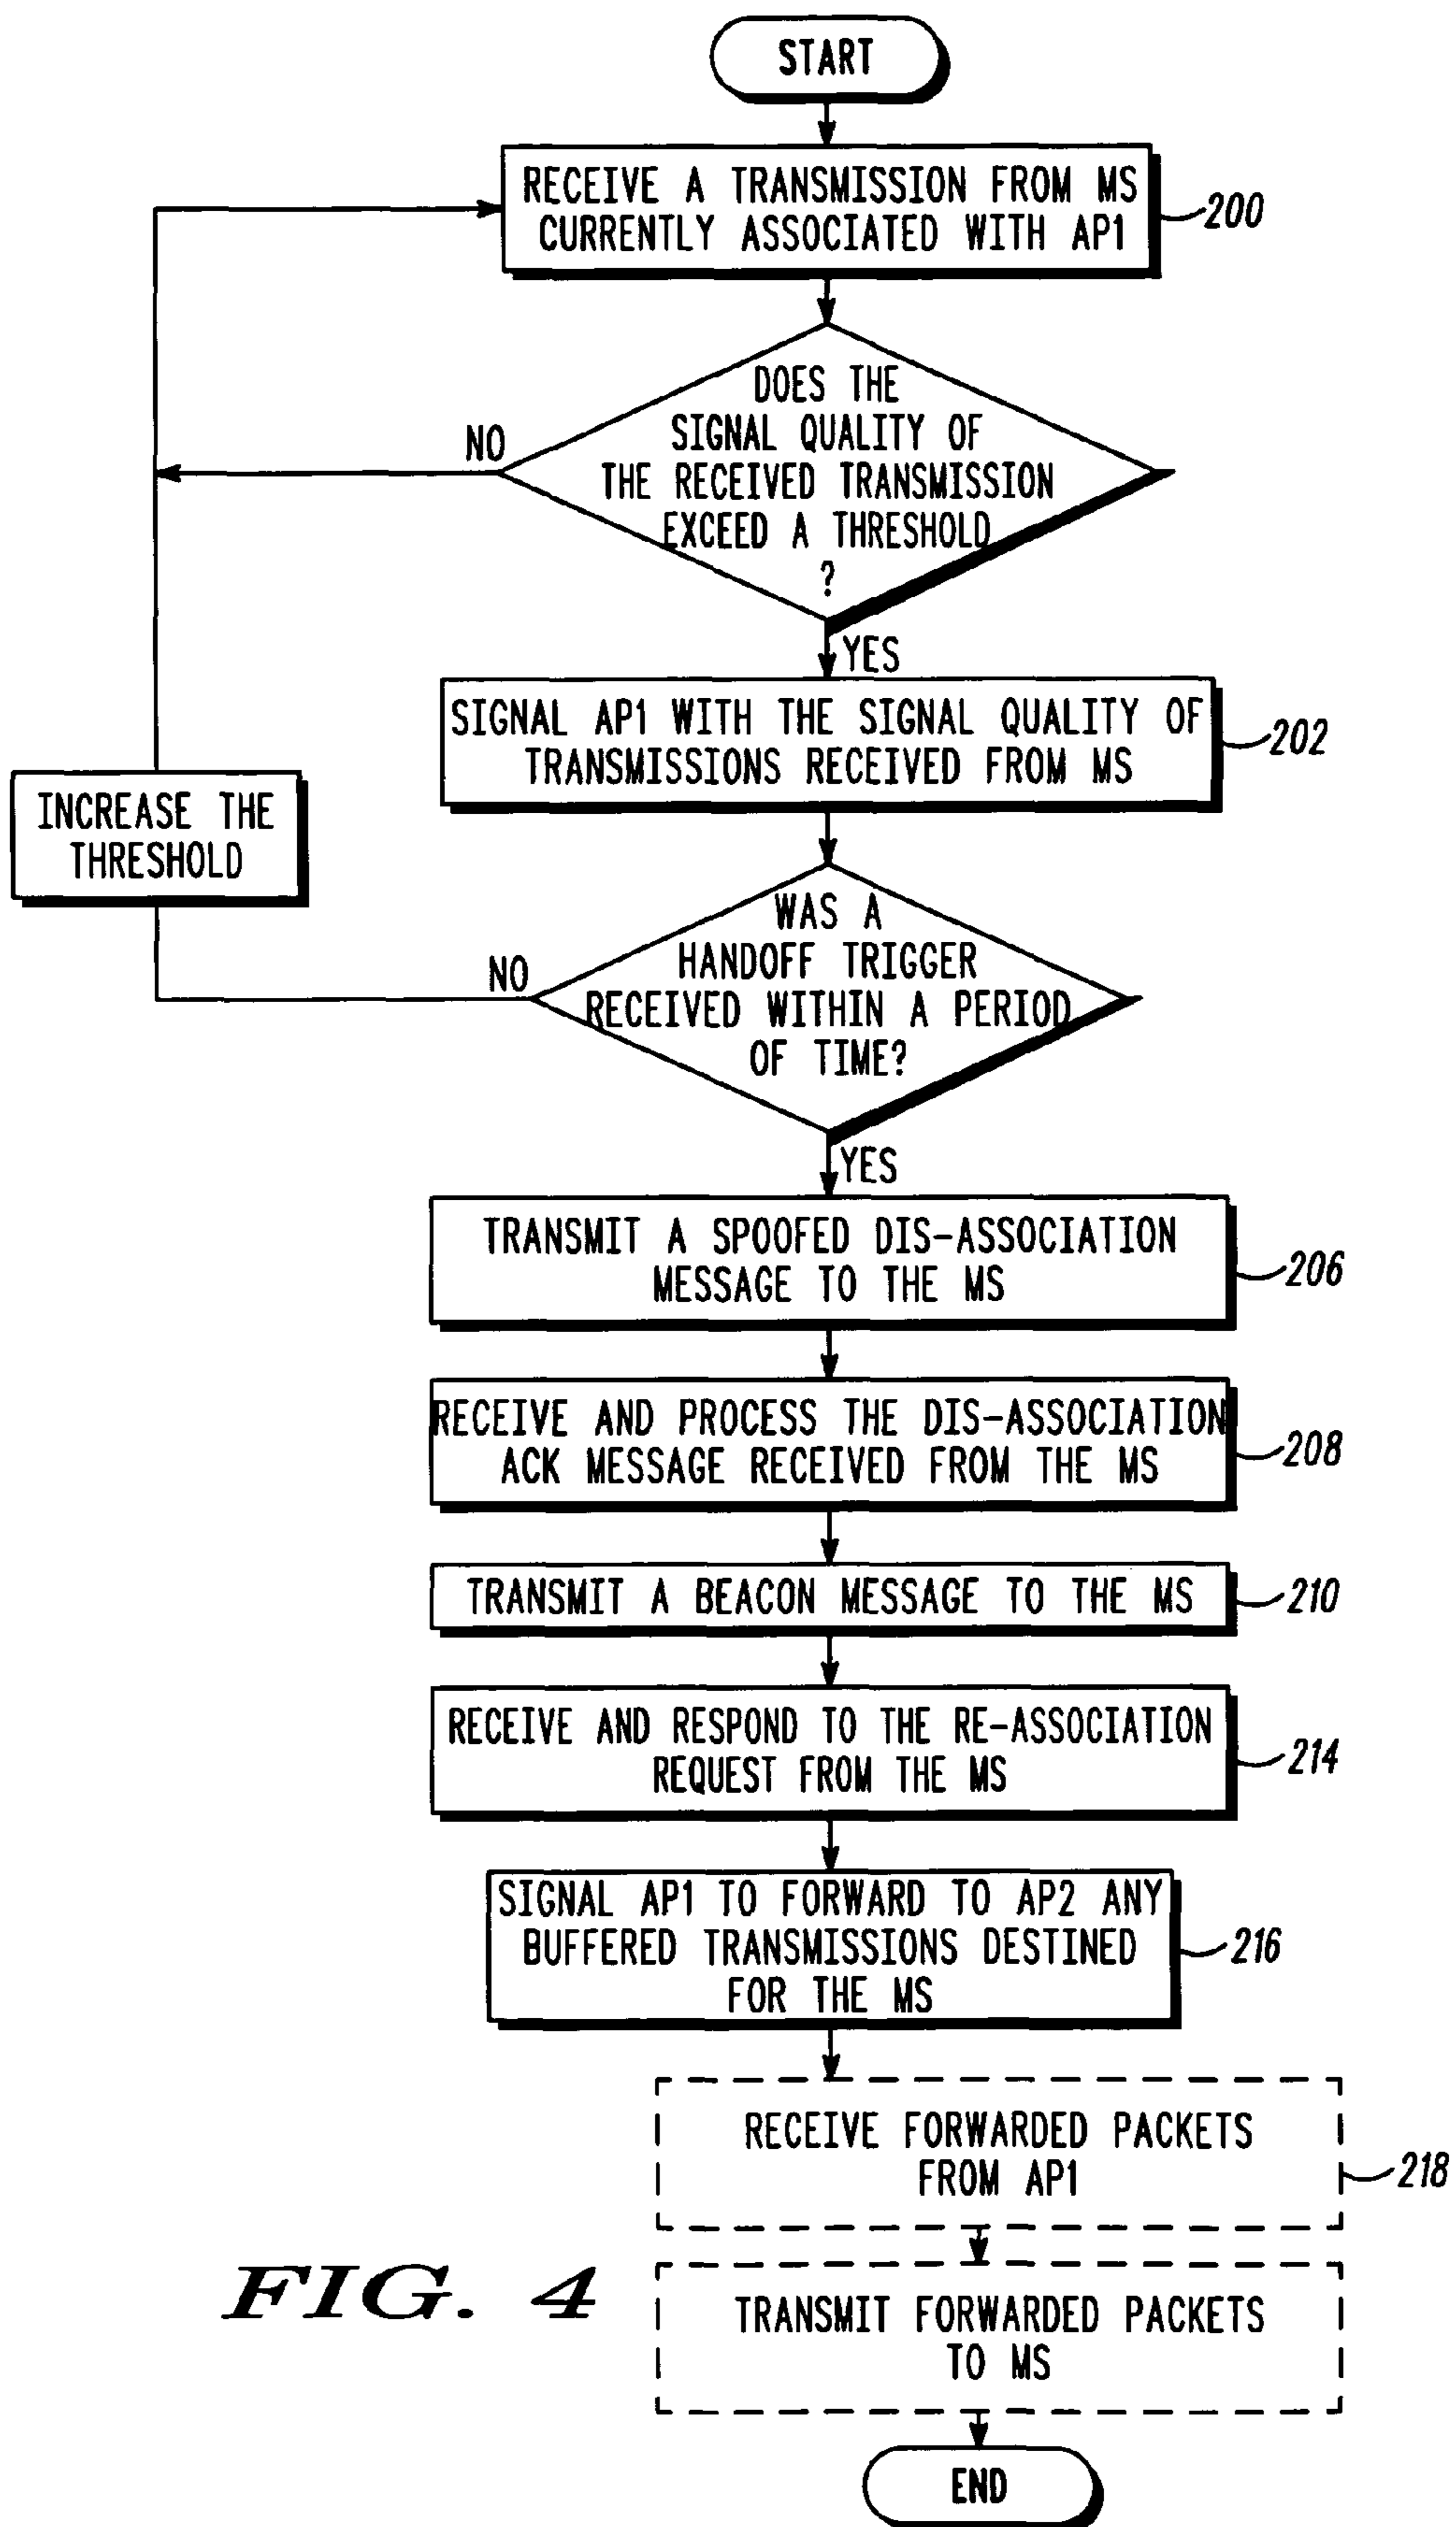 START
RECEIVE A TRANSMISSION FROM MS
CURRENTLY ASSOCIATED WITH AP1
200
DOES THE
SIGNAL QUALITY OF
THE RECEIVED TRANSMISSION
EXCEED A THRESHOLD
?
NO
YES
SIGNAL AP1 WITH THE SIGNAL QUALITY OF
TRANSMISSIONS RECEIVED FROM MS
202
INCREASE THE
THRESHOLD
WAS A
HANDOFF TRIGGER
RECEIVED WITHIN A PERIOD
OF TIME?
NO
YES
TRANSMIT A SPOOFED DIS-ASSOCIATION
MESSAGE TO THE MS
206
RECEIVE AND PROCESS THE DIS-ASSOCIATION
ACK MESSAGE RECEIVED FROM THE MS
208
TRANSMIT A BEACON MESSAGE TO THE MS
210
RECEIVE AND RESPOND TO THE RE-ASSOCIATION
REQUEST FROM THE MS
214
SIGNAL AP1 TO FORWARD TO AP2 ANY
BUFFERED TRANSMISSIONS DESTINED
FOR THE MS
216
RECEIVE FORWARDED PACKETS
FROM AP1
218
TRANSMIT FORWARDED PACKETS
TO MS
END
FIG. 4